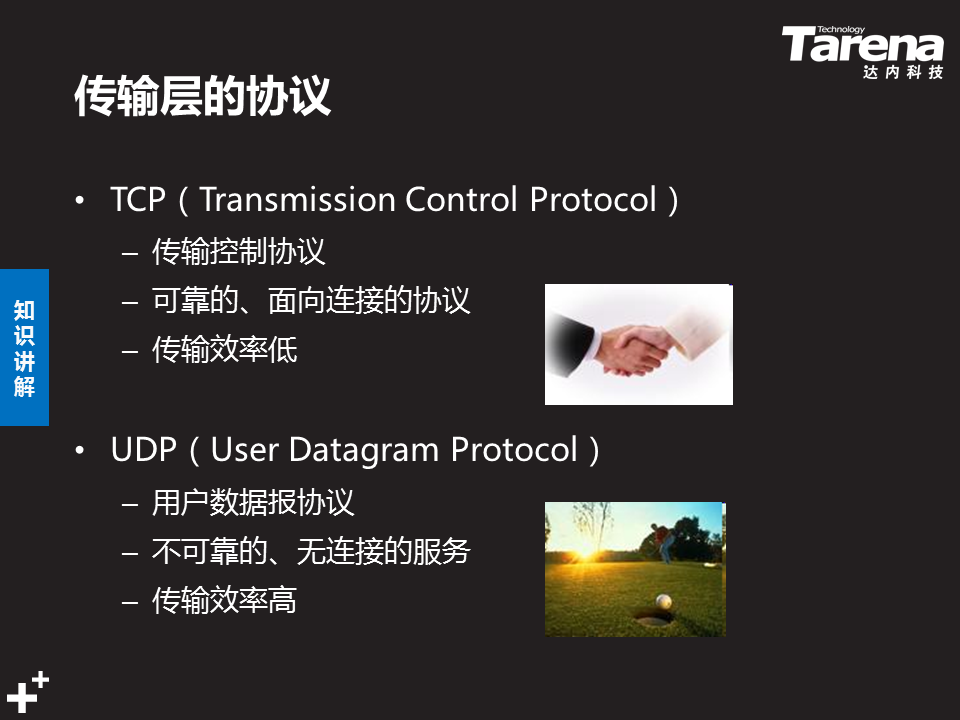 Technology
Tarena
达内科技
传输层的协议
• TCP（Transmission Control Protocol）
– 传输控制协议
– 可靠的、面向连接的协议
– 传输效率低
知识讲解
• UDP（User Datagram Protocol）
– 用户数据报协议
– 不可靠的、无连接的服务
– 传输效率高